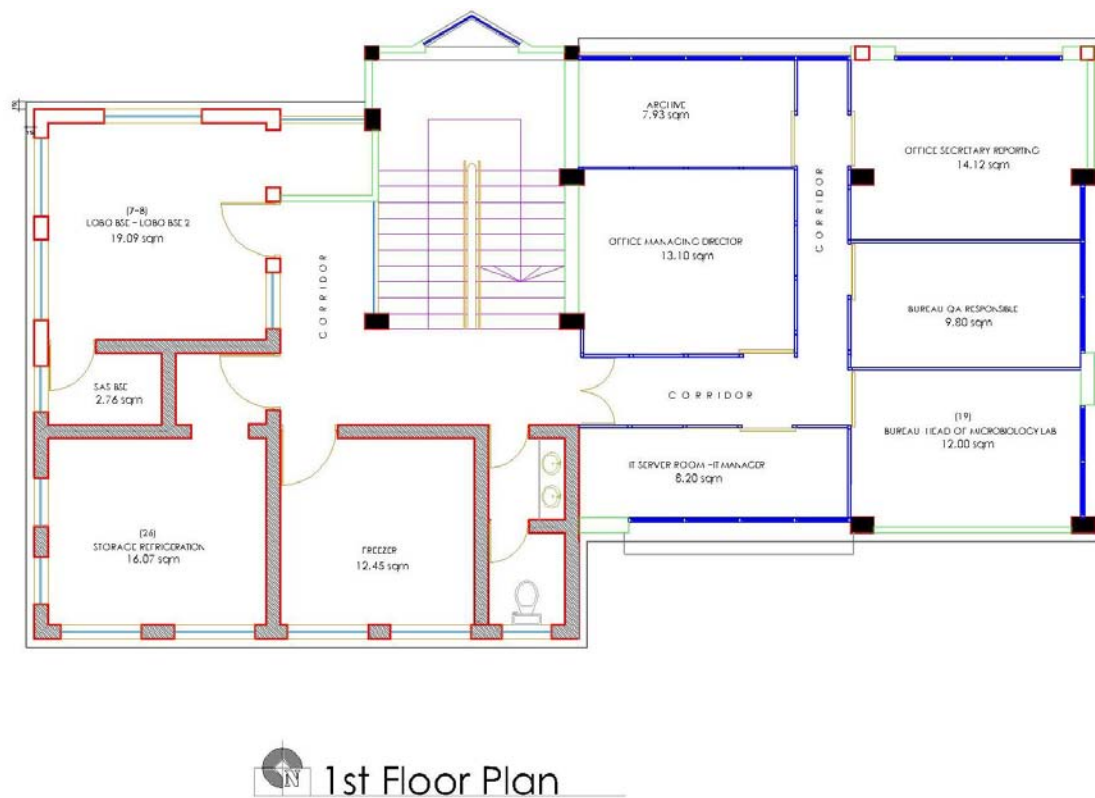 ARCHIVE
7.93 sqm
OFFICE SECRETARY REPORTING
14.12 sqm
(7-8)
LOBO BSE - LOBO BSE 2
19.09 sqm
CORRIDOR
OFFICE MANAGING DIRECTOR
13.10 sqm
CORRIDOR
BUREAU QA RESPONSIBLE
9.80 sqm
SAS BSE
2.76 sqm
CORRIDOR
(19)
BUREAU HEAD OF MICROBIOLOGY LAB
12.00 sqm
IT SERVER ROOM -IT MANAGER
8.20 sqm
(26)
STORAGE REFRIGERATION
16.07 sqm
FREEZER
12.45 sqm
N
1st Floor Plan